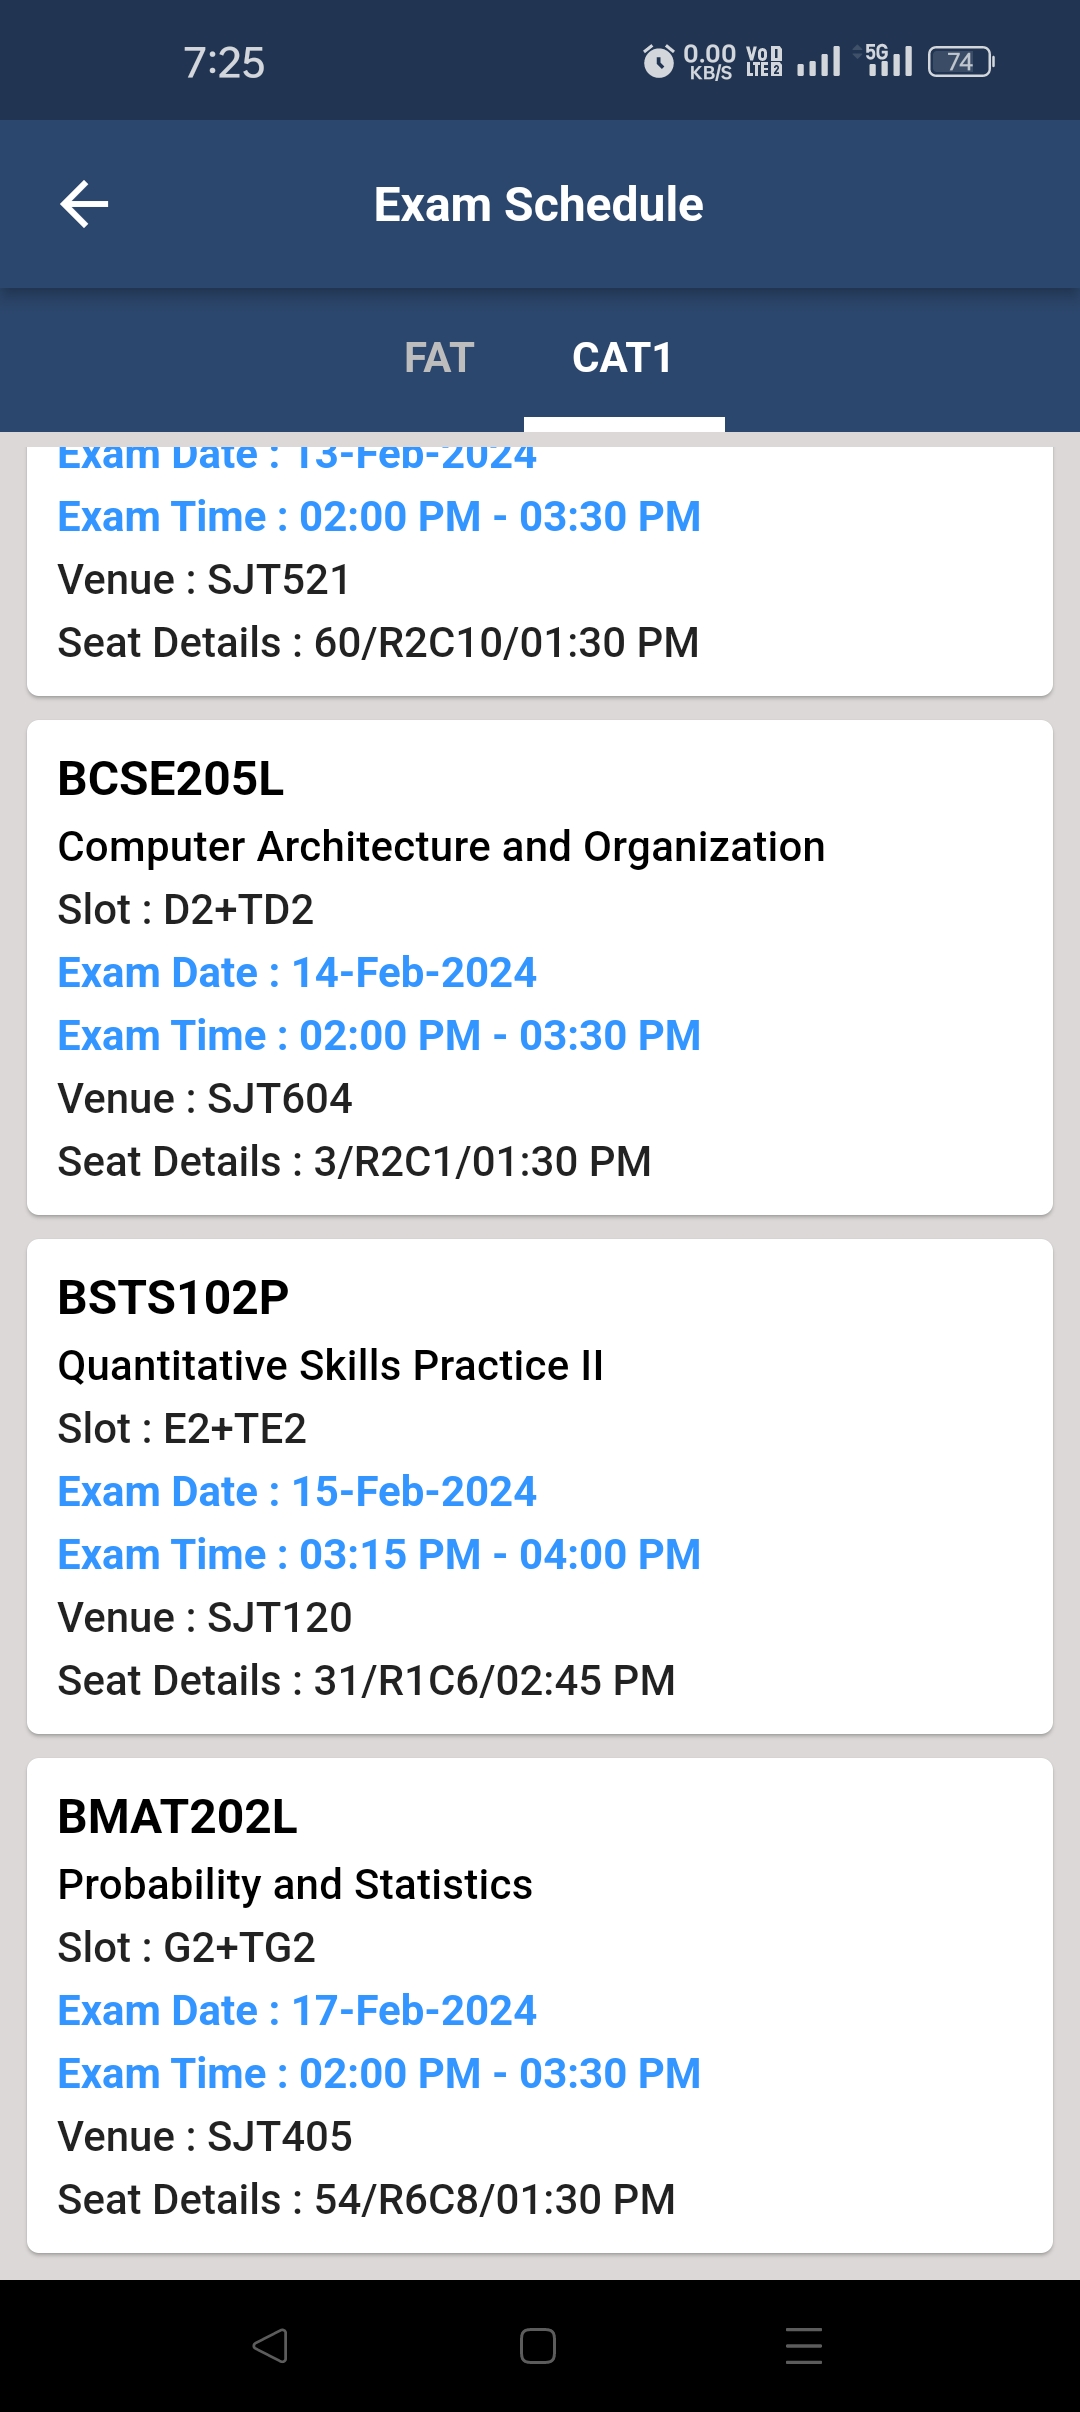 7:25
0.00 KB/S
Vo LTE 1 2
5G
74
Exam Schedule
FAT
CAT1
Exam Date : 13-Feb-2024
Exam Time : 02:00 PM - 03:30 PM
Venue : SJT521
Seat Details : 60/R2C10/01:30 PM
BCSE205L
Computer Architecture and Organization
Slot : D2+TD2
Exam Date : 14-Feb-2024
Exam Time : 02:00 PM - 03:30 PM
Venue : SJT604
Seat Details : 3/R2C1/01:30 PM
BSTS102P
Quantitative Skills Practice II
Slot : E2+TE2
Exam Date : 15-Feb-2024
Exam Time : 03:15 PM - 04:00 PM
Venue : SJT120
Seat Details : 31/R1C6/02:45 PM
BMAT202L
Probability and Statistics
Slot : G2+TG2
Exam Date : 17-Feb-2024
Exam Time : 02:00 PM - 03:30 PM
Venue : SJT405
Seat Details : 54/R6C8/01:30 PM